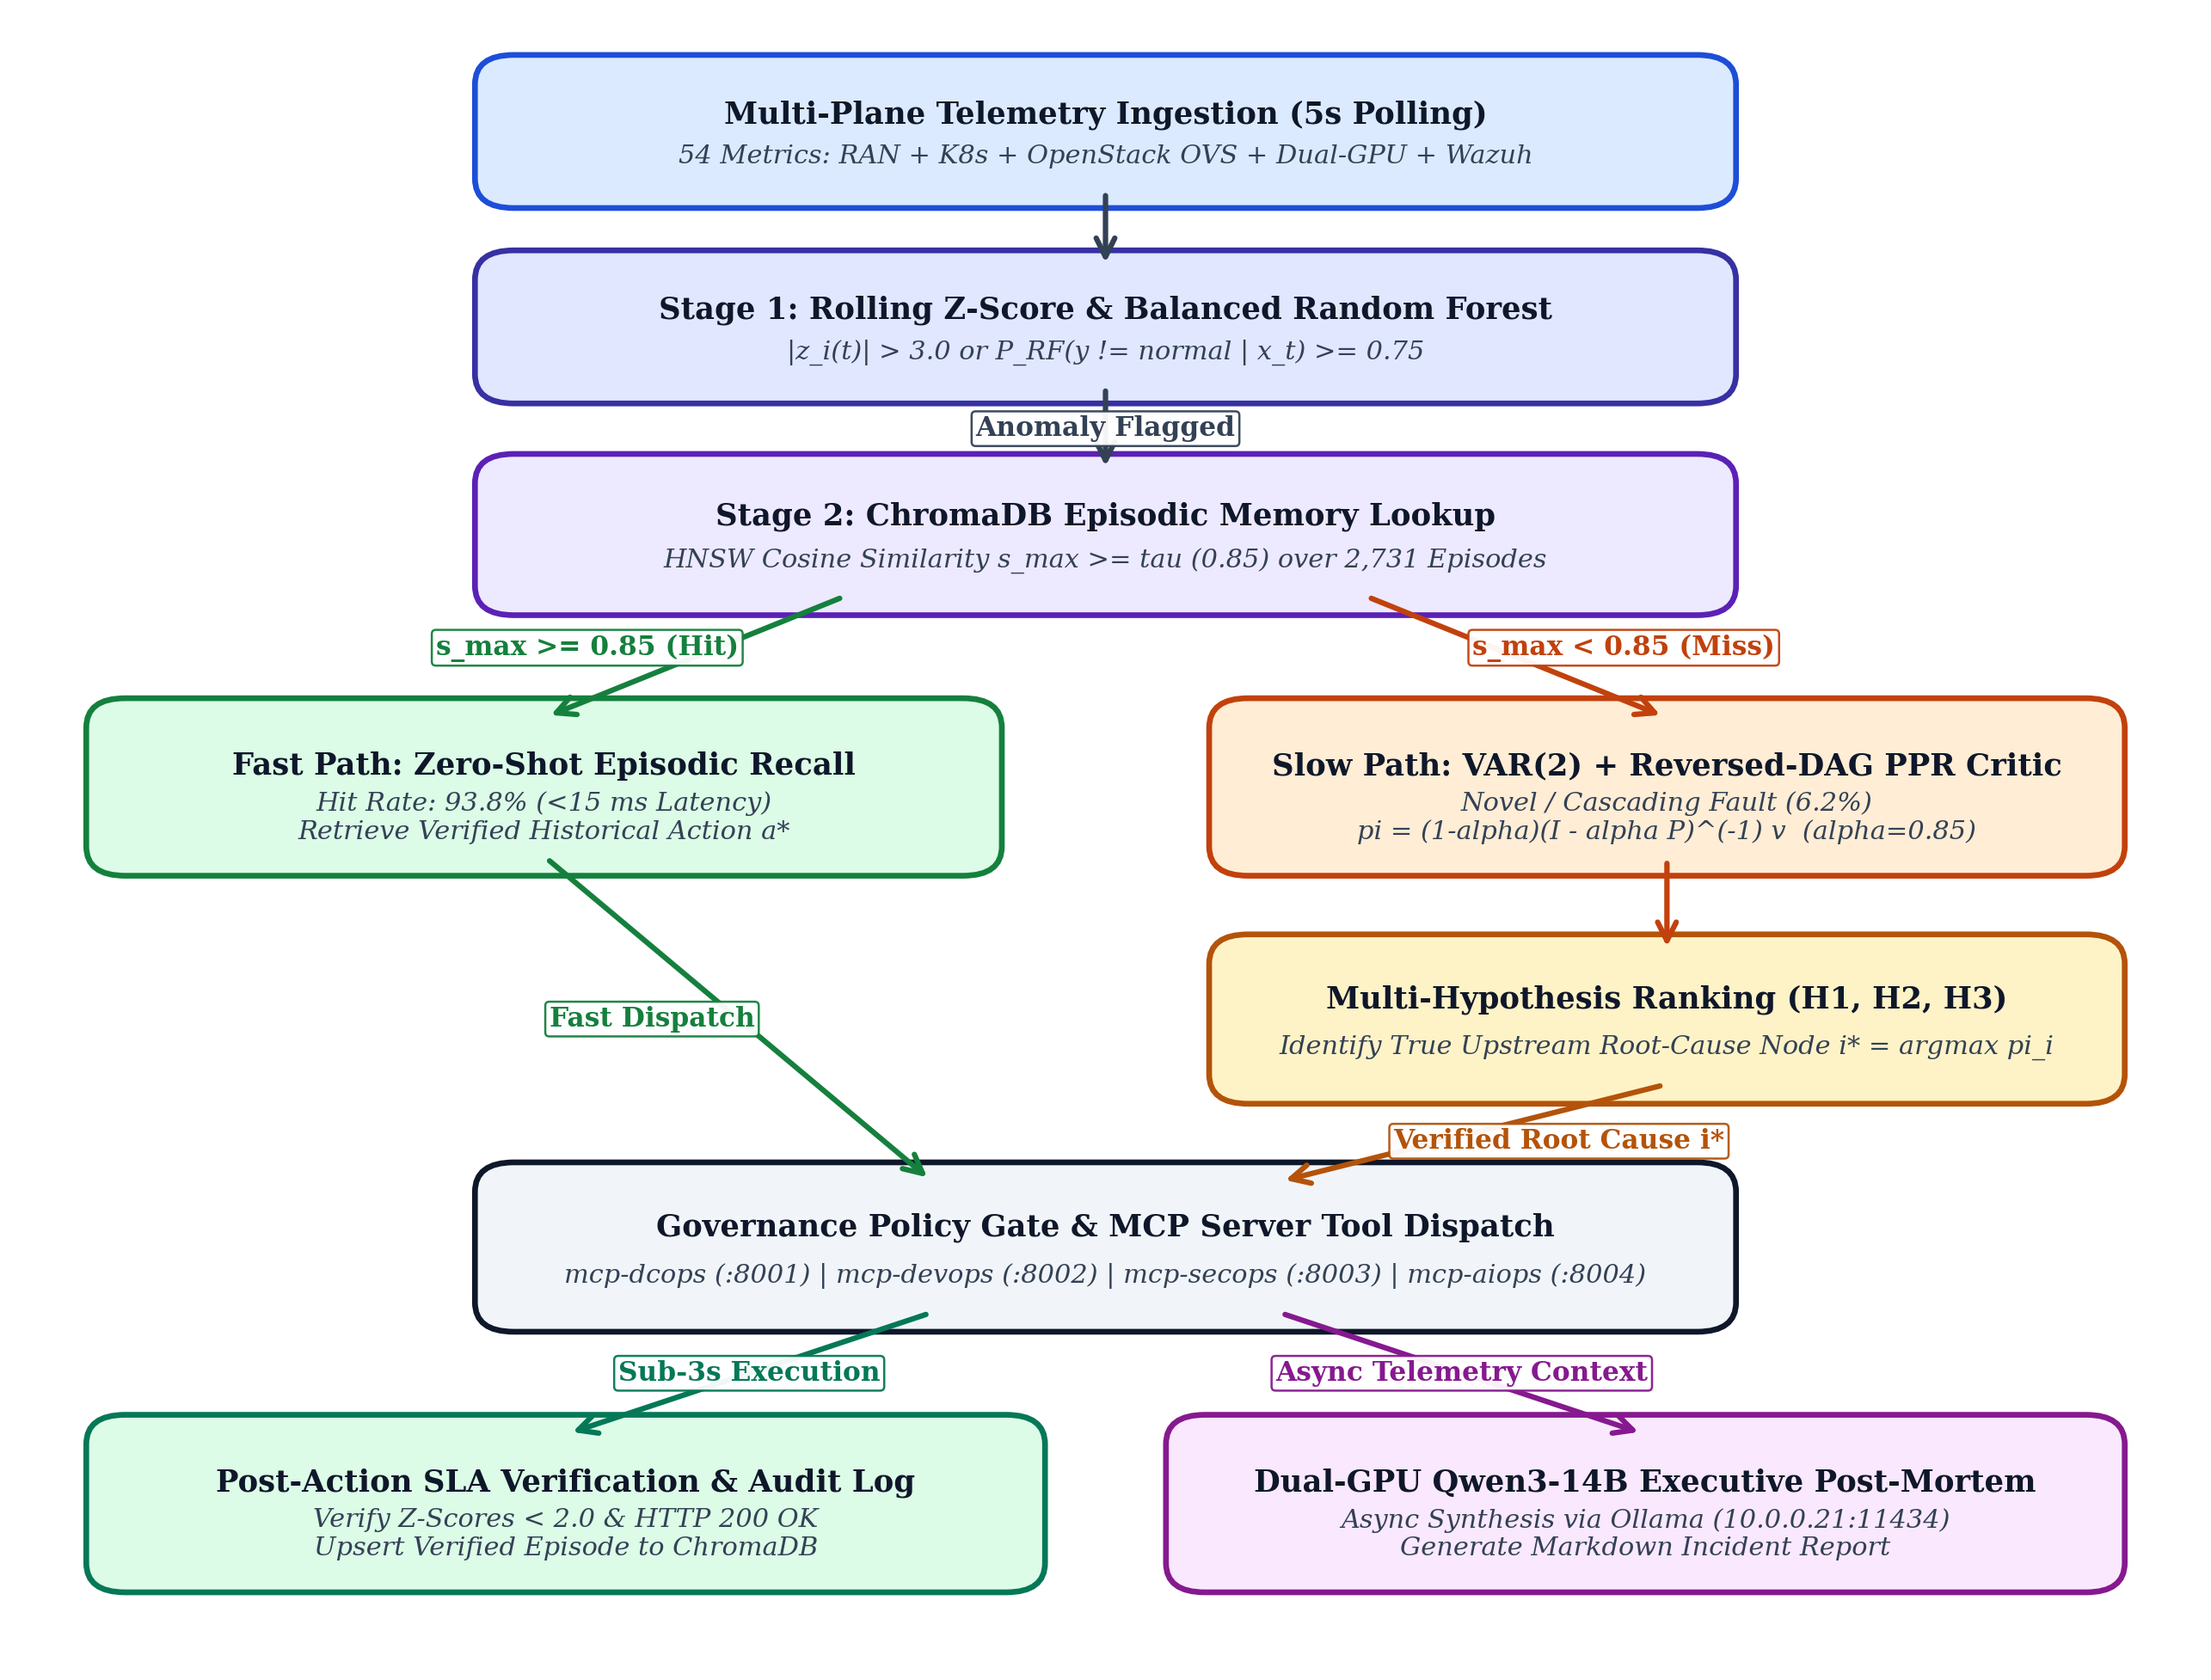 Multi-Plane Telemetry Ingestion (5s Polling)
54 Metrics: RAN + K8s + OpenStack OVS + Dual-GPU + Wazuh
Stage 1: Rolling Z-Score & Balanced Random Forest
|z_i(t)| > 3.0 or P_RF(y != normal | x_t) >= 0.75
Anomaly Flagged
Stage 2: ChromaDB Episodic Memory Lookup
HNSW Cosine Similarity s_max >= tau (0.85) over 2,731 Episodes
s_max >= 0.85 (Hit)
s_max < 0.85 (Miss)
Fast Path: Zero-Shot Episodic Recall
Hit Rate: 93.8% (<15 ms Latency)
Retrieve Verified Historical Action a*
Slow Path: VAR(2) + Reversed-DAG PPR Critic
Novel / Cascading Fault (6.2%)
pi = (1-alpha)(I - alpha P)^(-1) v  (alpha=0.85)
Multi-Hypothesis Ranking (H1, H2, H3)
Identify True Upstream Root-Cause Node i* = argmax pi_i
Fast Dispatch
Verified Root Cause i*
Governance Policy Gate & MCP Server Tool Dispatch
mcp-dcops (:8001) | mcp-devops (:8002) | mcp-secops (:8003) | mcp-aiops (:8004)
Sub-3s Execution
Async Telemetry Context
Post-Action SLA Verification & Audit Log
Verify Z-Scores < 2.0 & HTTP 200 OK
Upsert Verified Episode to ChromaDB
Dual-GPU Qwen3-14B Executive Post-Mortem
Async Synthesis via Ollama (10.0.0.21:11434)
Generate Markdown Incident Report